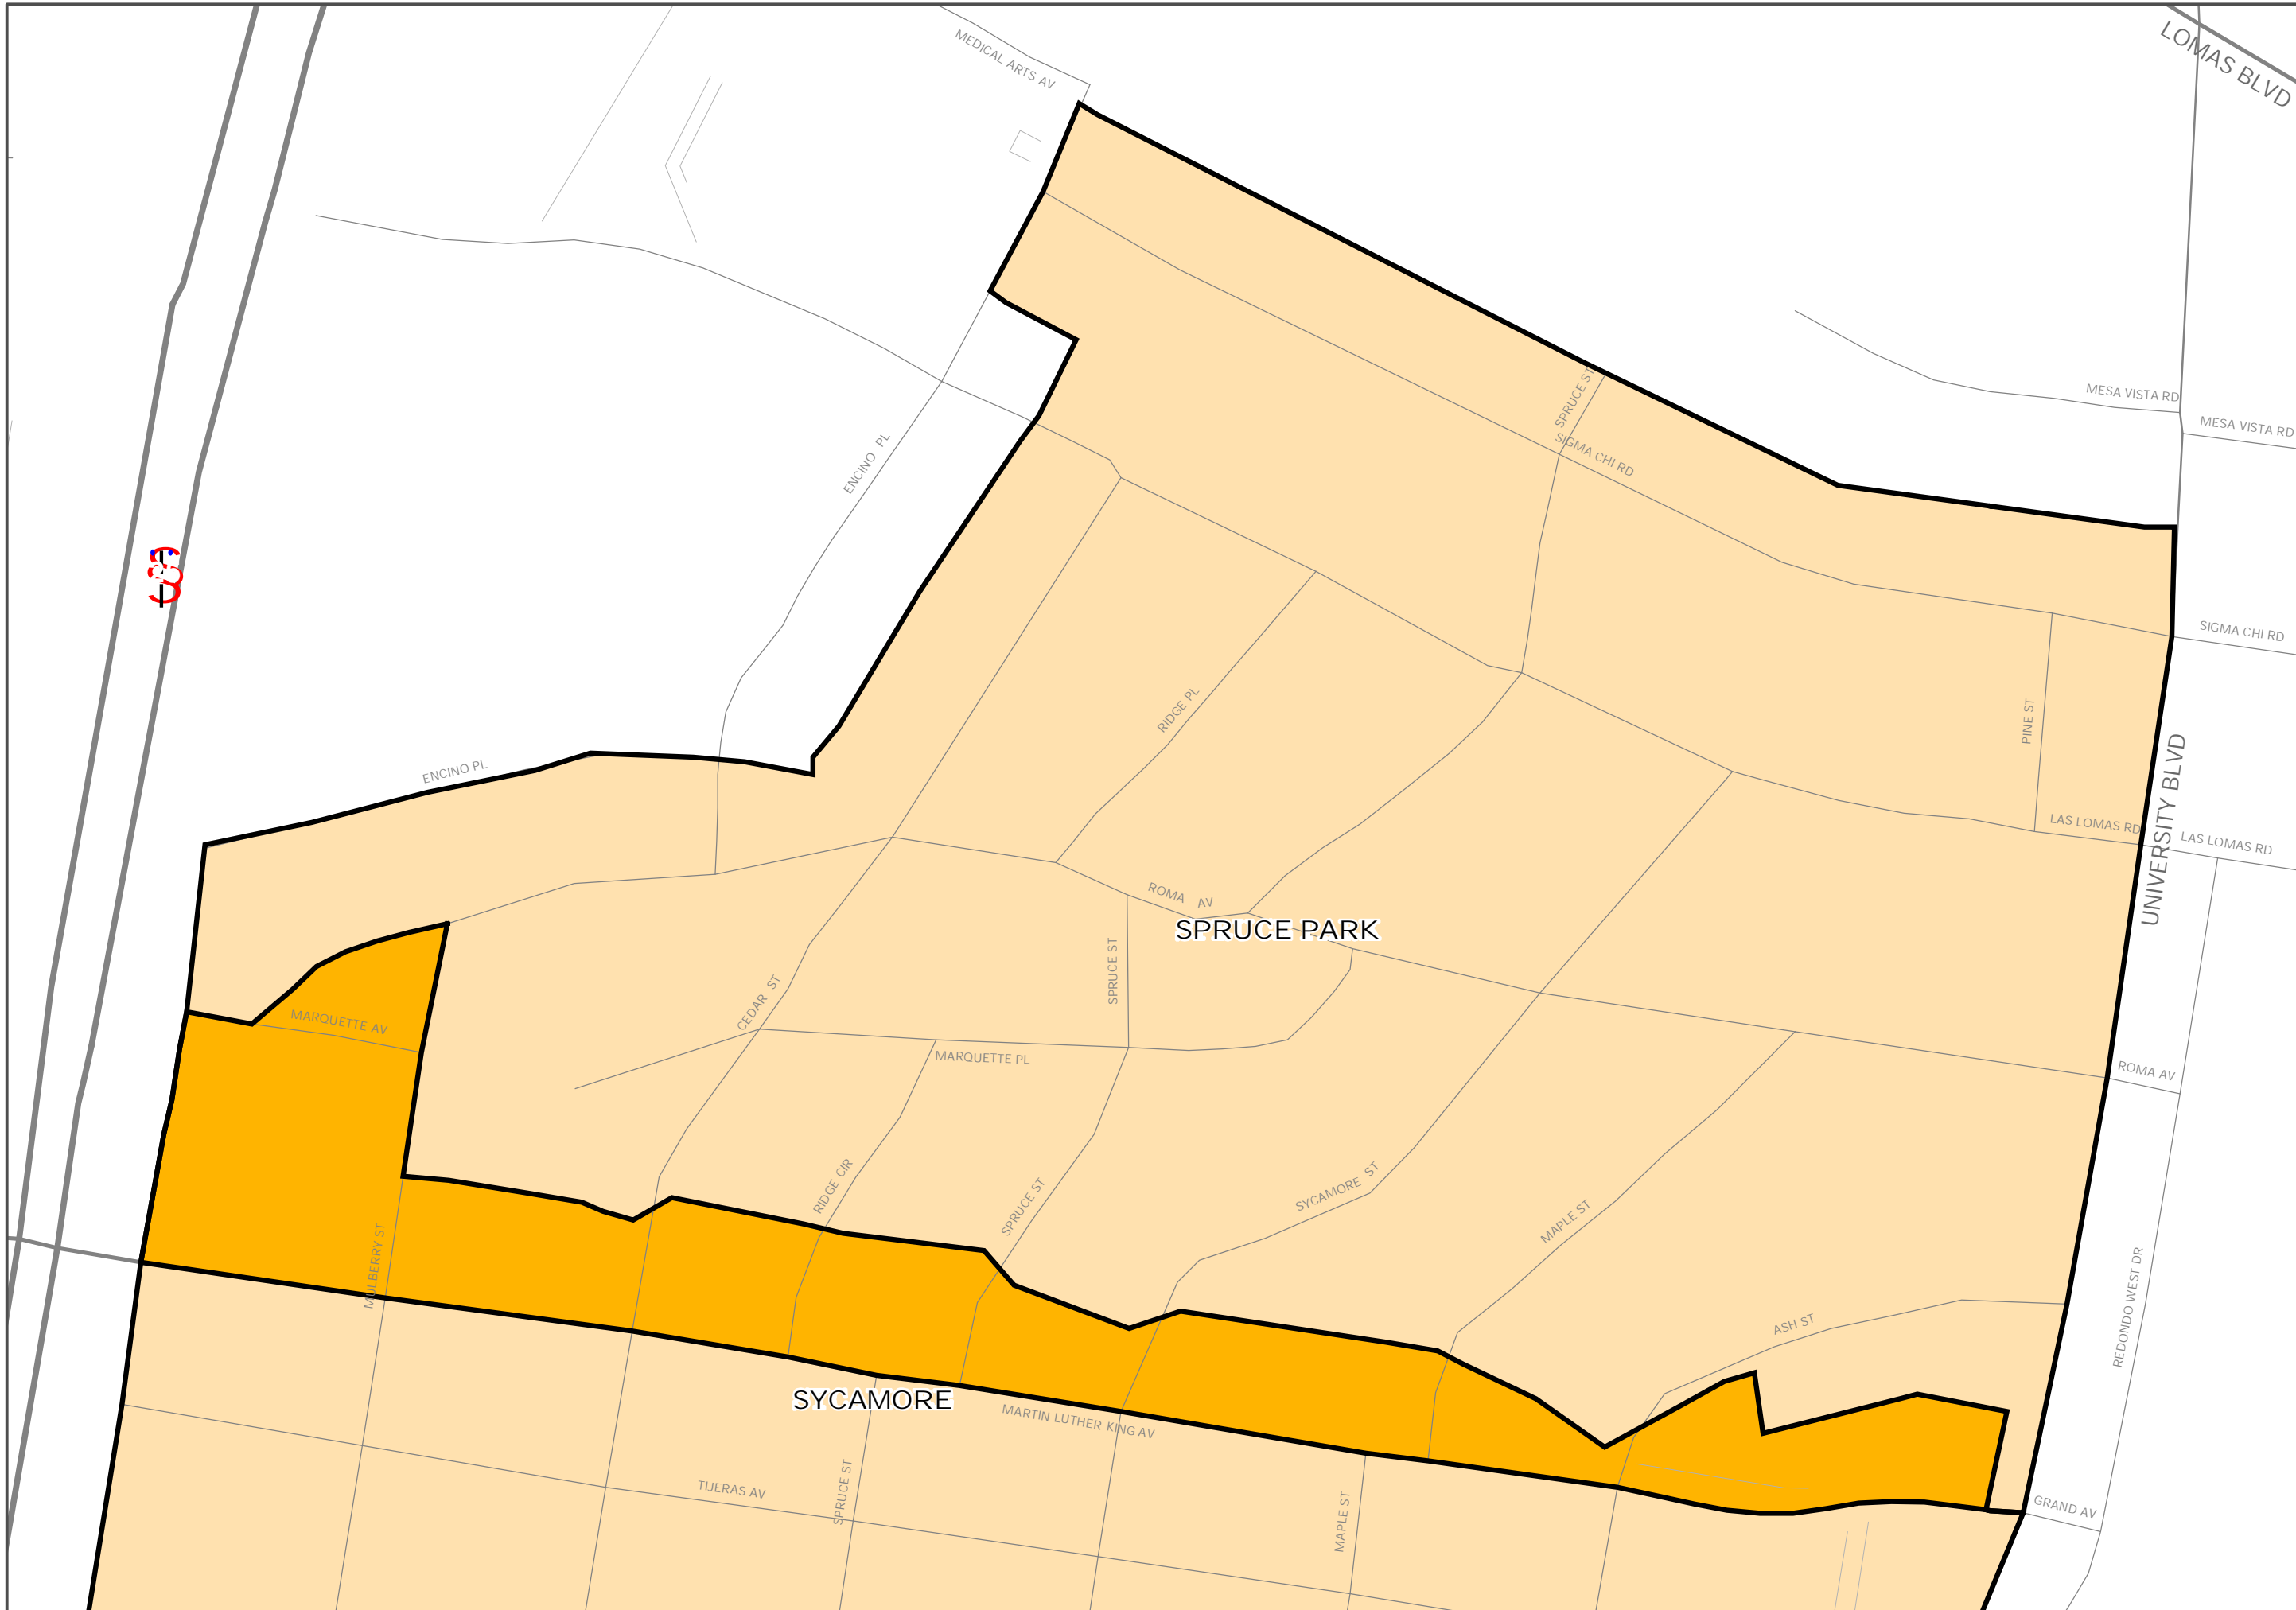 LOMAS BLVD
MEDICAL ARTS AV
MESA VISTA RD
MESA VISTA RD
SPRUCE ST
SIGMA CHI RD
ENCINO PL
SIGMA CHI RD
RIDGE PL
PINE ST
UNIVERSITY BLVD
ENCINO PL
LAS LOMAS RD
LAS LOMAS RD
ROMA AV
SPRUCE PARK
SPRUCE ST
CEDAR ST
MARQUETTE AV
MARQUETTE PL
ROMA AV
RIDGE CIR
SPRUCE ST
SYCAMORE ST
MAPLE ST
MULBERRY ST
REDONDO WEST DR
ASH ST
SYCAMORE
MARTIN LUTHER KING AV
TIJERAS AV
SPRUCE ST
MAPLE ST
GRAND AV